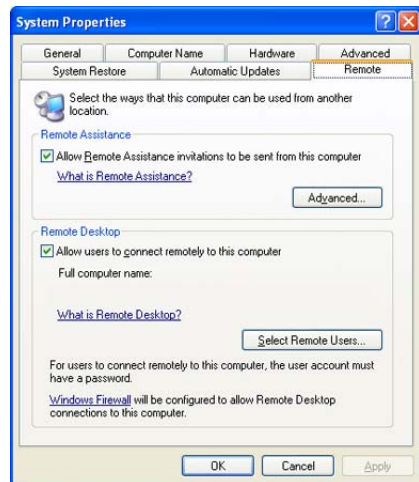 System Properties
General Computer Name Hardware Advanced
System Restore Automatic Updates Remote
Select the ways that this computer can be used from another
location.
Remote Assistance
Allow Remote Assistance invitations to be sent from this computer
What is Remote Assistance?
Advanced...
Remote Desktop
Allow users to connect remotely to this computer
Full computer name:
What is Remote Desktop?
Select Remote Users...
For users to connect remotely to this computer, the user account must
have a password.
Windows Firewall will be configured to allow Remote Desktop
connections to this computer.
OK Cancel Apply